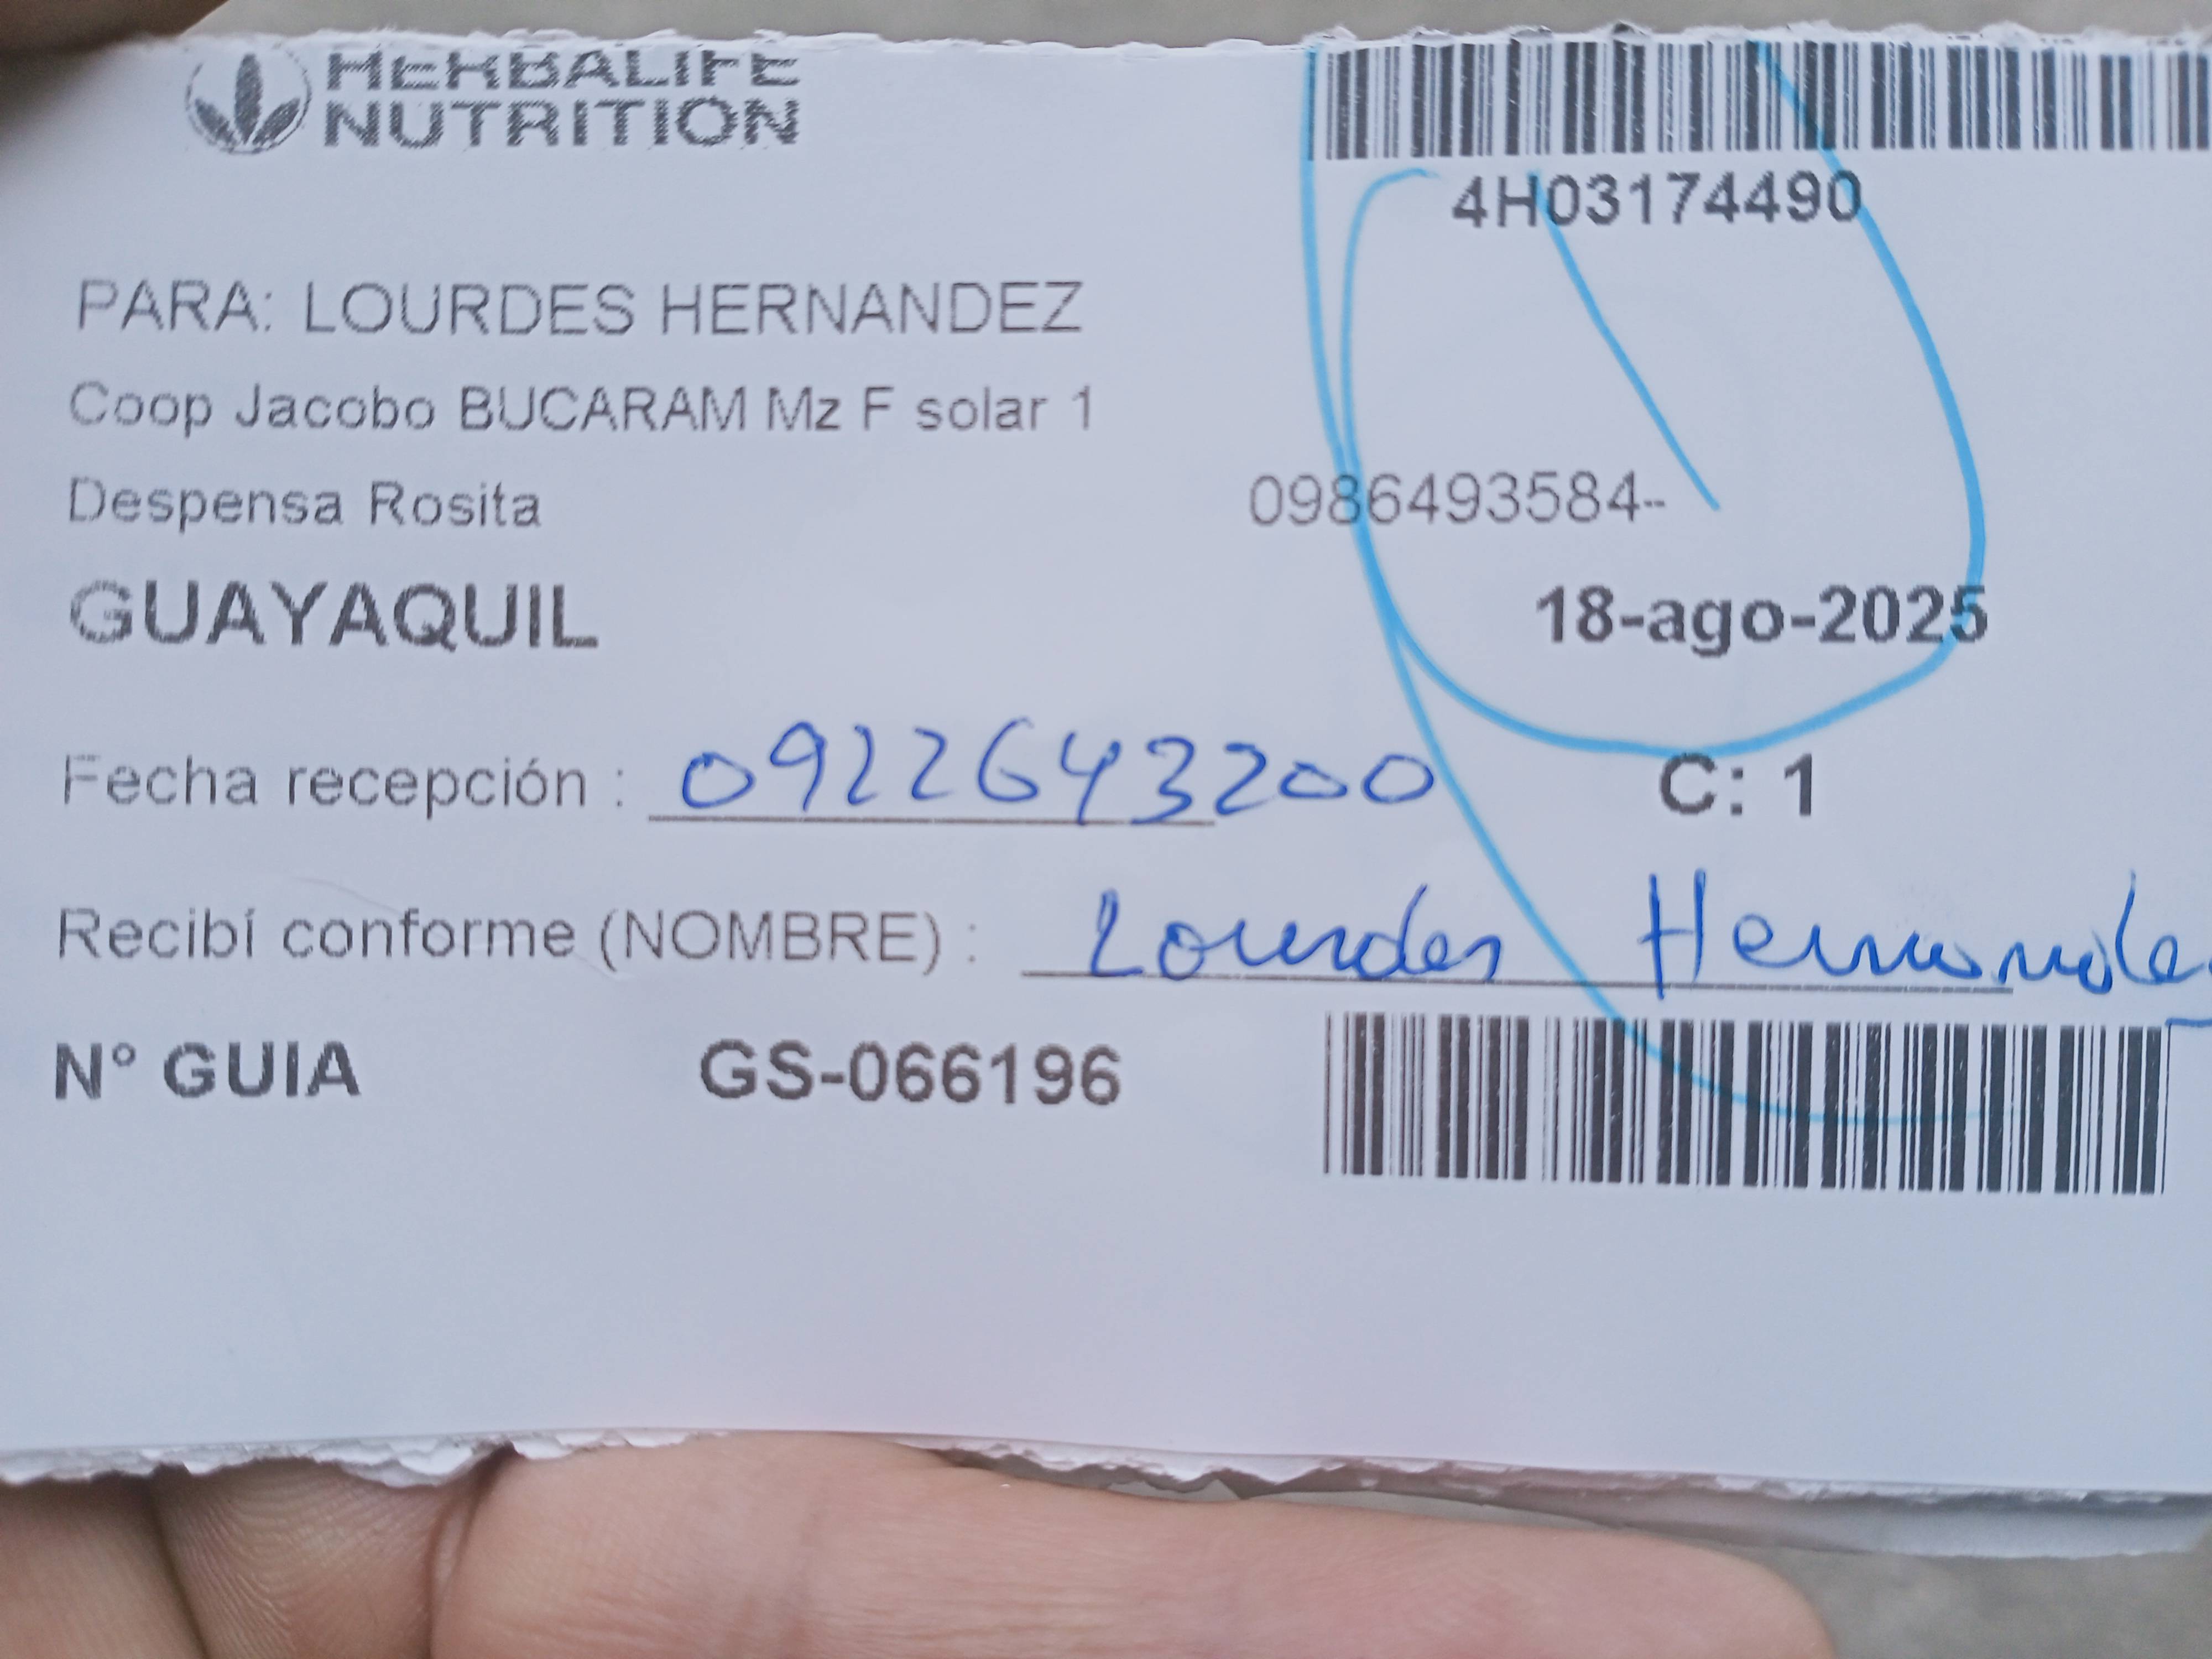 HERBALIFE
NUTRITION
4H03174490
PARA: LOURDES HERNANDEZ
Coop Jacobo BUCARAM Mz F solar 1
Despensa Rosita 0986493584--
GUAYAQUIL 18-ago-2025
Fecha recepción : 0922643200 C: 1
Recibí conforme (NOMBRE) : Lourdes Hernandez
N° GUIA GS-066196